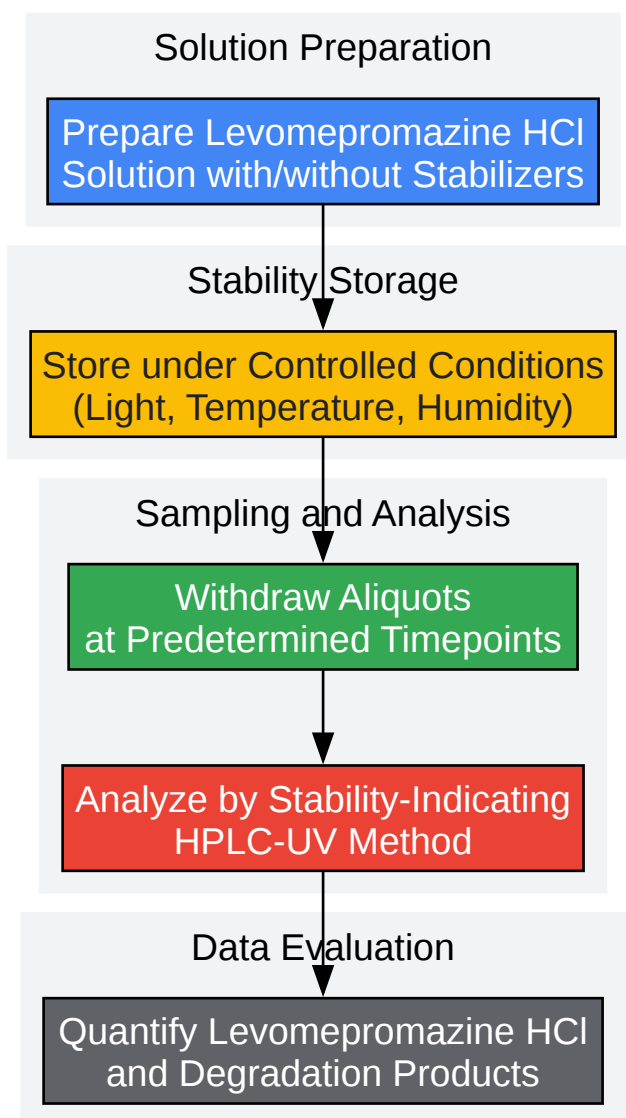 Solution Preparation
Prepare Levomepromazine HCl
Solution with/without Stabilizers
Stability Storage
Store under Controlled Conditions
(Light, Temperature, Humidity)
Sampling and Analysis
Withdraw Aliquots
at Predetermined Timepoints
Analyze by Stability-Indicating
HPLC-UV Method
Data Evaluation
Quantify Levomepromazine HCl
and Degradation Products